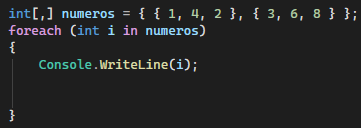 int[,] numeros = { { 1, 4, 2 }, { 3, 6, 8 } };
foreach (int i in numeros)
{
    Console.WriteLine(i);
}